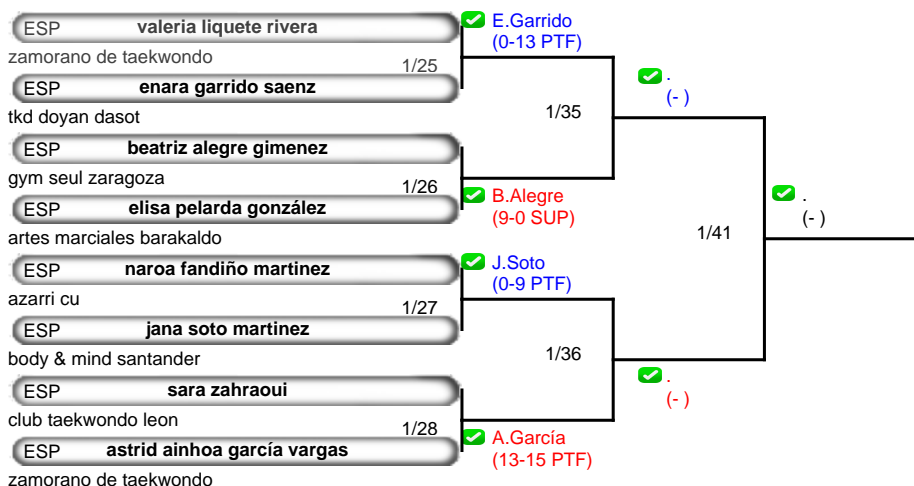 ESP valeria liquete rivera
zamorano de taekwondo
1/25
ESP enara garrido saenz
tkd doyan dasot
ESP beatriz alegre gimenez
gym seul zaragoza
1/26
ESP elisa pelarda gonzález
artes marciales barakaldo
ESP naroa fandiño martinez
azarri cu
1/27
ESP jana soto martinez
body & mind santander
ESP sara zahraoui
club taekwondo leon
1/28
ESP astrid ainhoa garcía vargas
zamorano de taekwondo
E.Garrido
(0-13 PTF)
1/35
B.Alegre
(9-0 SUP)
J.Soto
(0-9 PTF)
1/36
A.García
(13-15 PTF)
.
(- )
1/41
.
(- )
.
(- )